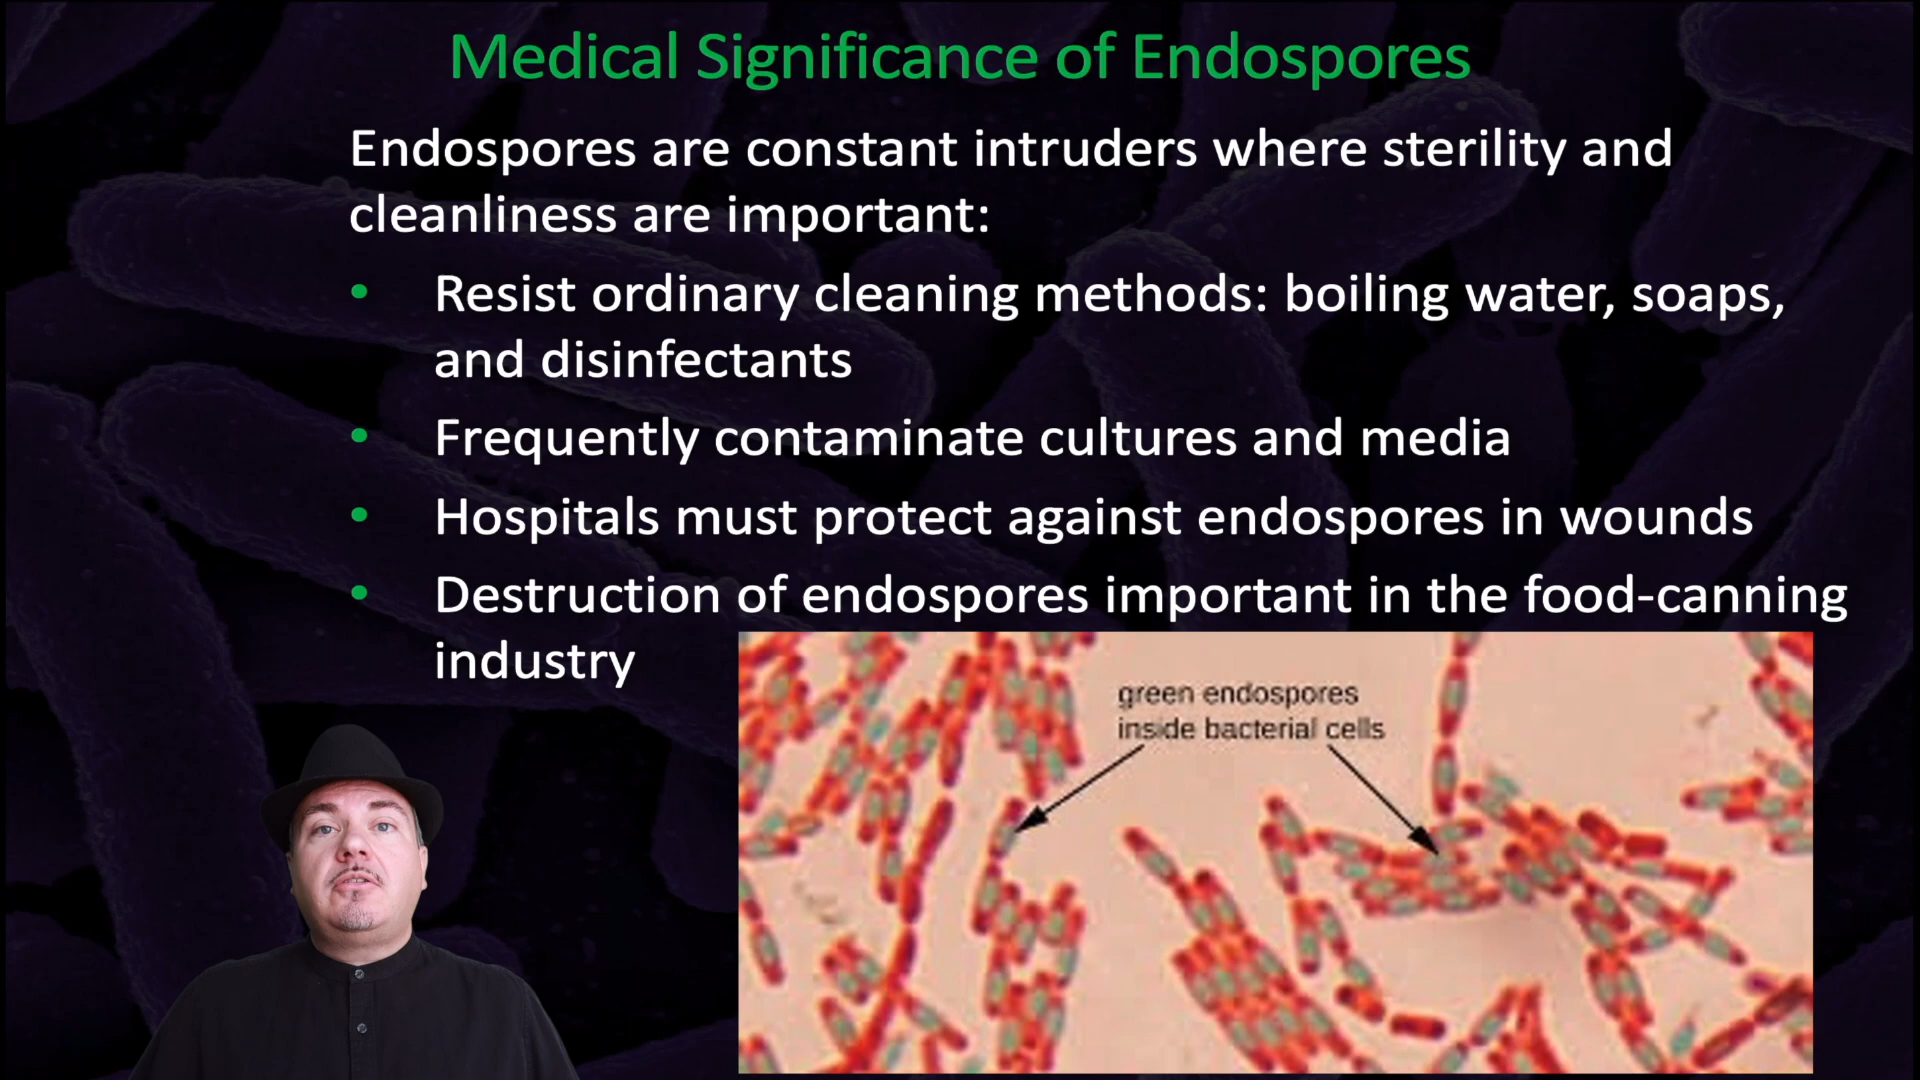 Medical Significance of Endospores
Endospores are constant intruders where sterility and
cleanliness are important:
• Resist ordinary cleaning methods: boiling water, soaps,
and disinfectants
• Frequently contaminate cultures and media
• Hospitals must protect against endospores in wounds
• Destruction of endospores important in the food-canning
industry
green endospores
inside bacterial cells